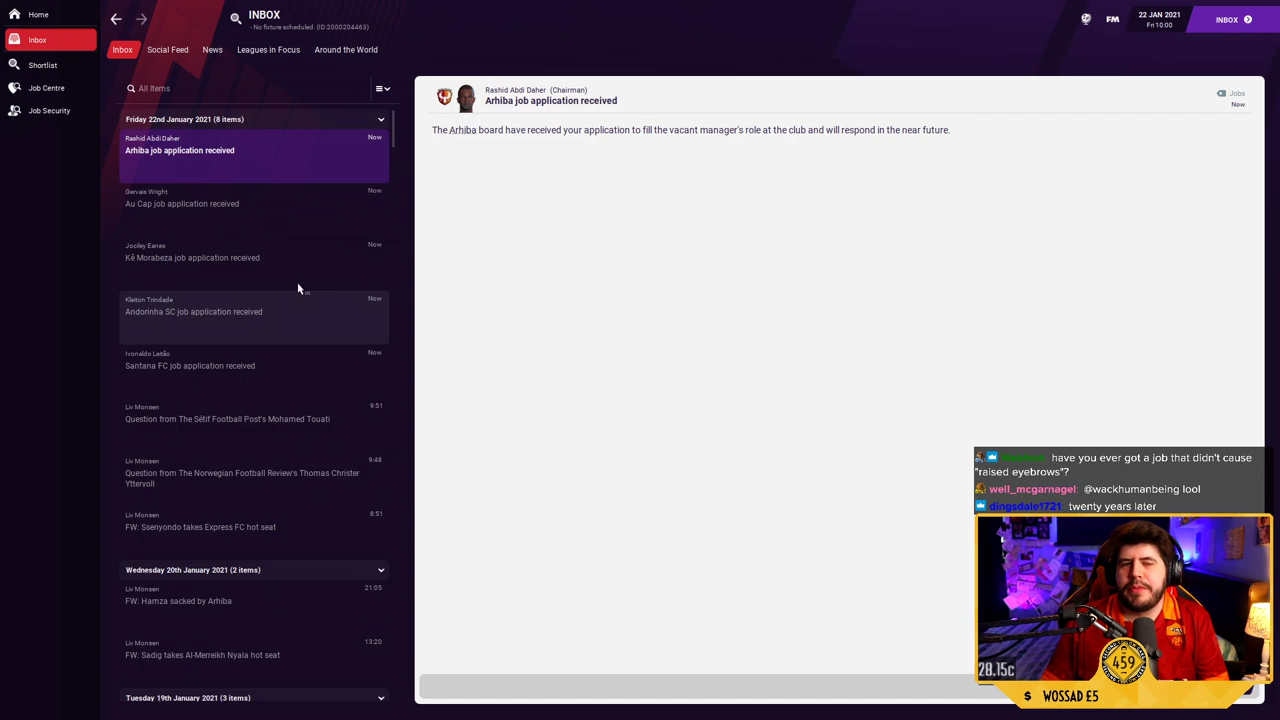 Home
Inbox
Shortlist
Job Centre
Job Security
INBOX
- No fixture scheduled. (ID:2000204463)
FM
22 JAN 2021
Fri 10:00
INBOX
Inbox
Social Feed
News
Leagues in Focus
Around the World
All Items
Friday 22nd January 2021 (8 items)
Rashid Abdi Daher
Now
Arhiba job application received
Gervais Wright
Now
Au Cap job application received
Jociley Eanes
Now
Kê Morabeza job application received
Kleiton Trindade
Now
Andorinha SC job application received
Ivonaldo Leitão
Now
Santana FC job application received
Liv Monsen
9:51
Question from The Sétif Football Post's Mohamed Touati
Liv Monsen
9:48
Question from The Norwegian Football Review's Thomas Christer
Yttervoll
Liv Monsen
8:51
FW: Ssenyondo takes Express FC hot seat
Wednesday 20th January 2021 (2 items)
Liv Monsen
21:05
FW: Hamza sacked by Arhiba
Liv Monsen
13:20
FW: Sadig takes Al-Merreikh Nyala hot seat
Tuesday 19th January 2021 (3 items)
Rashid Abdi Daher (Chairman)
Arhiba job application received
Jobs
Now
The Arhiba board have received your application to fill the vacant manager's role at the club and will respond in the near future.
have you ever got a job that didn't cause
"raised eyebrows"?
well_mcgarnagel: @wackhumanbeing lool
dingsdale1721: twenty years later
28.15c
459
$ WOSSAD £5